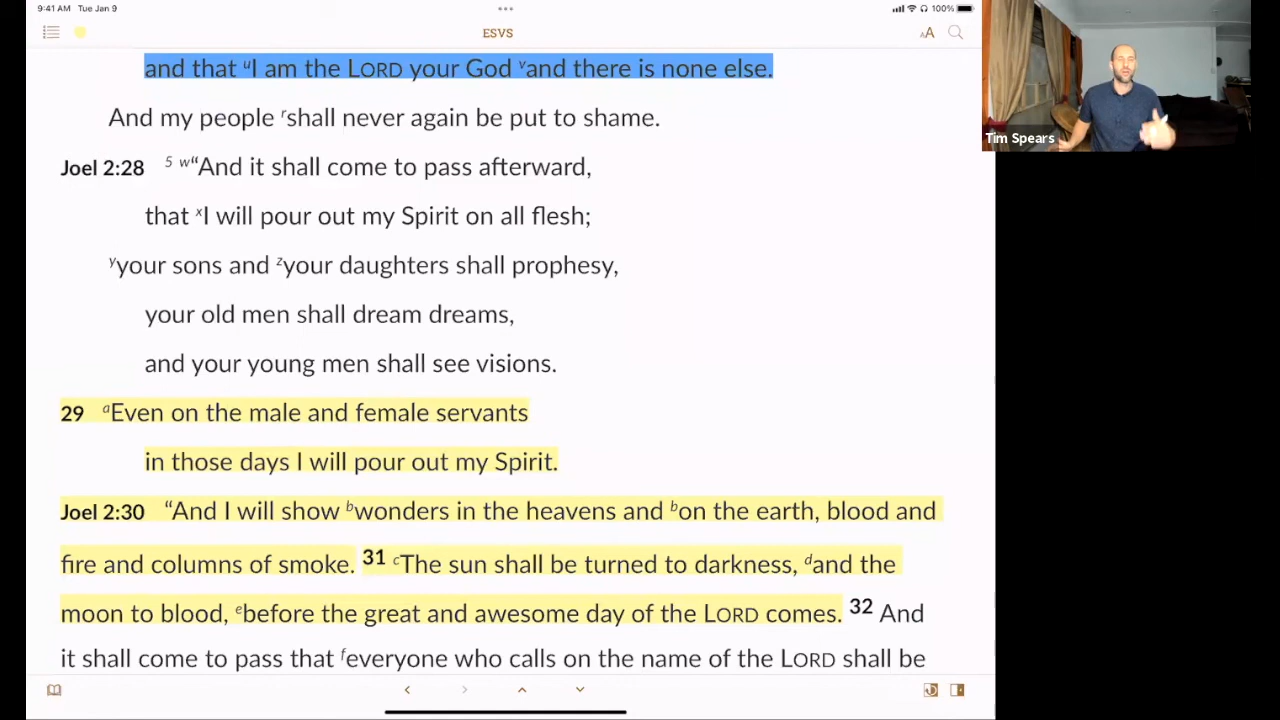 9:41 AM Tue Jan 9
100%
ESVS
AA
and that uI am the LORD your God vand there is none else.
And my people rshall never again be put to shame.
Joel 2:28 5 w“And it shall come to pass afterward,
that xI will pour out my Spirit on all flesh;
yyour sons and zyour daughters shall prophesy,
your old men shall dream dreams,
and your young men shall see visions.
29 aEven on the male and female servants
in those days I will pour out my Spirit.
Joel 2:30 “And I will show bwonders in the heavens and bon the earth, blood and
fire and columns of smoke. 31 cThe sun shall be turned to darkness, dand the
moon to blood, ebefore the great and awesome day of the LORD comes. 32 And
it shall come to pass that feveryone who calls on the name of the LORD shall be
Tim Spears